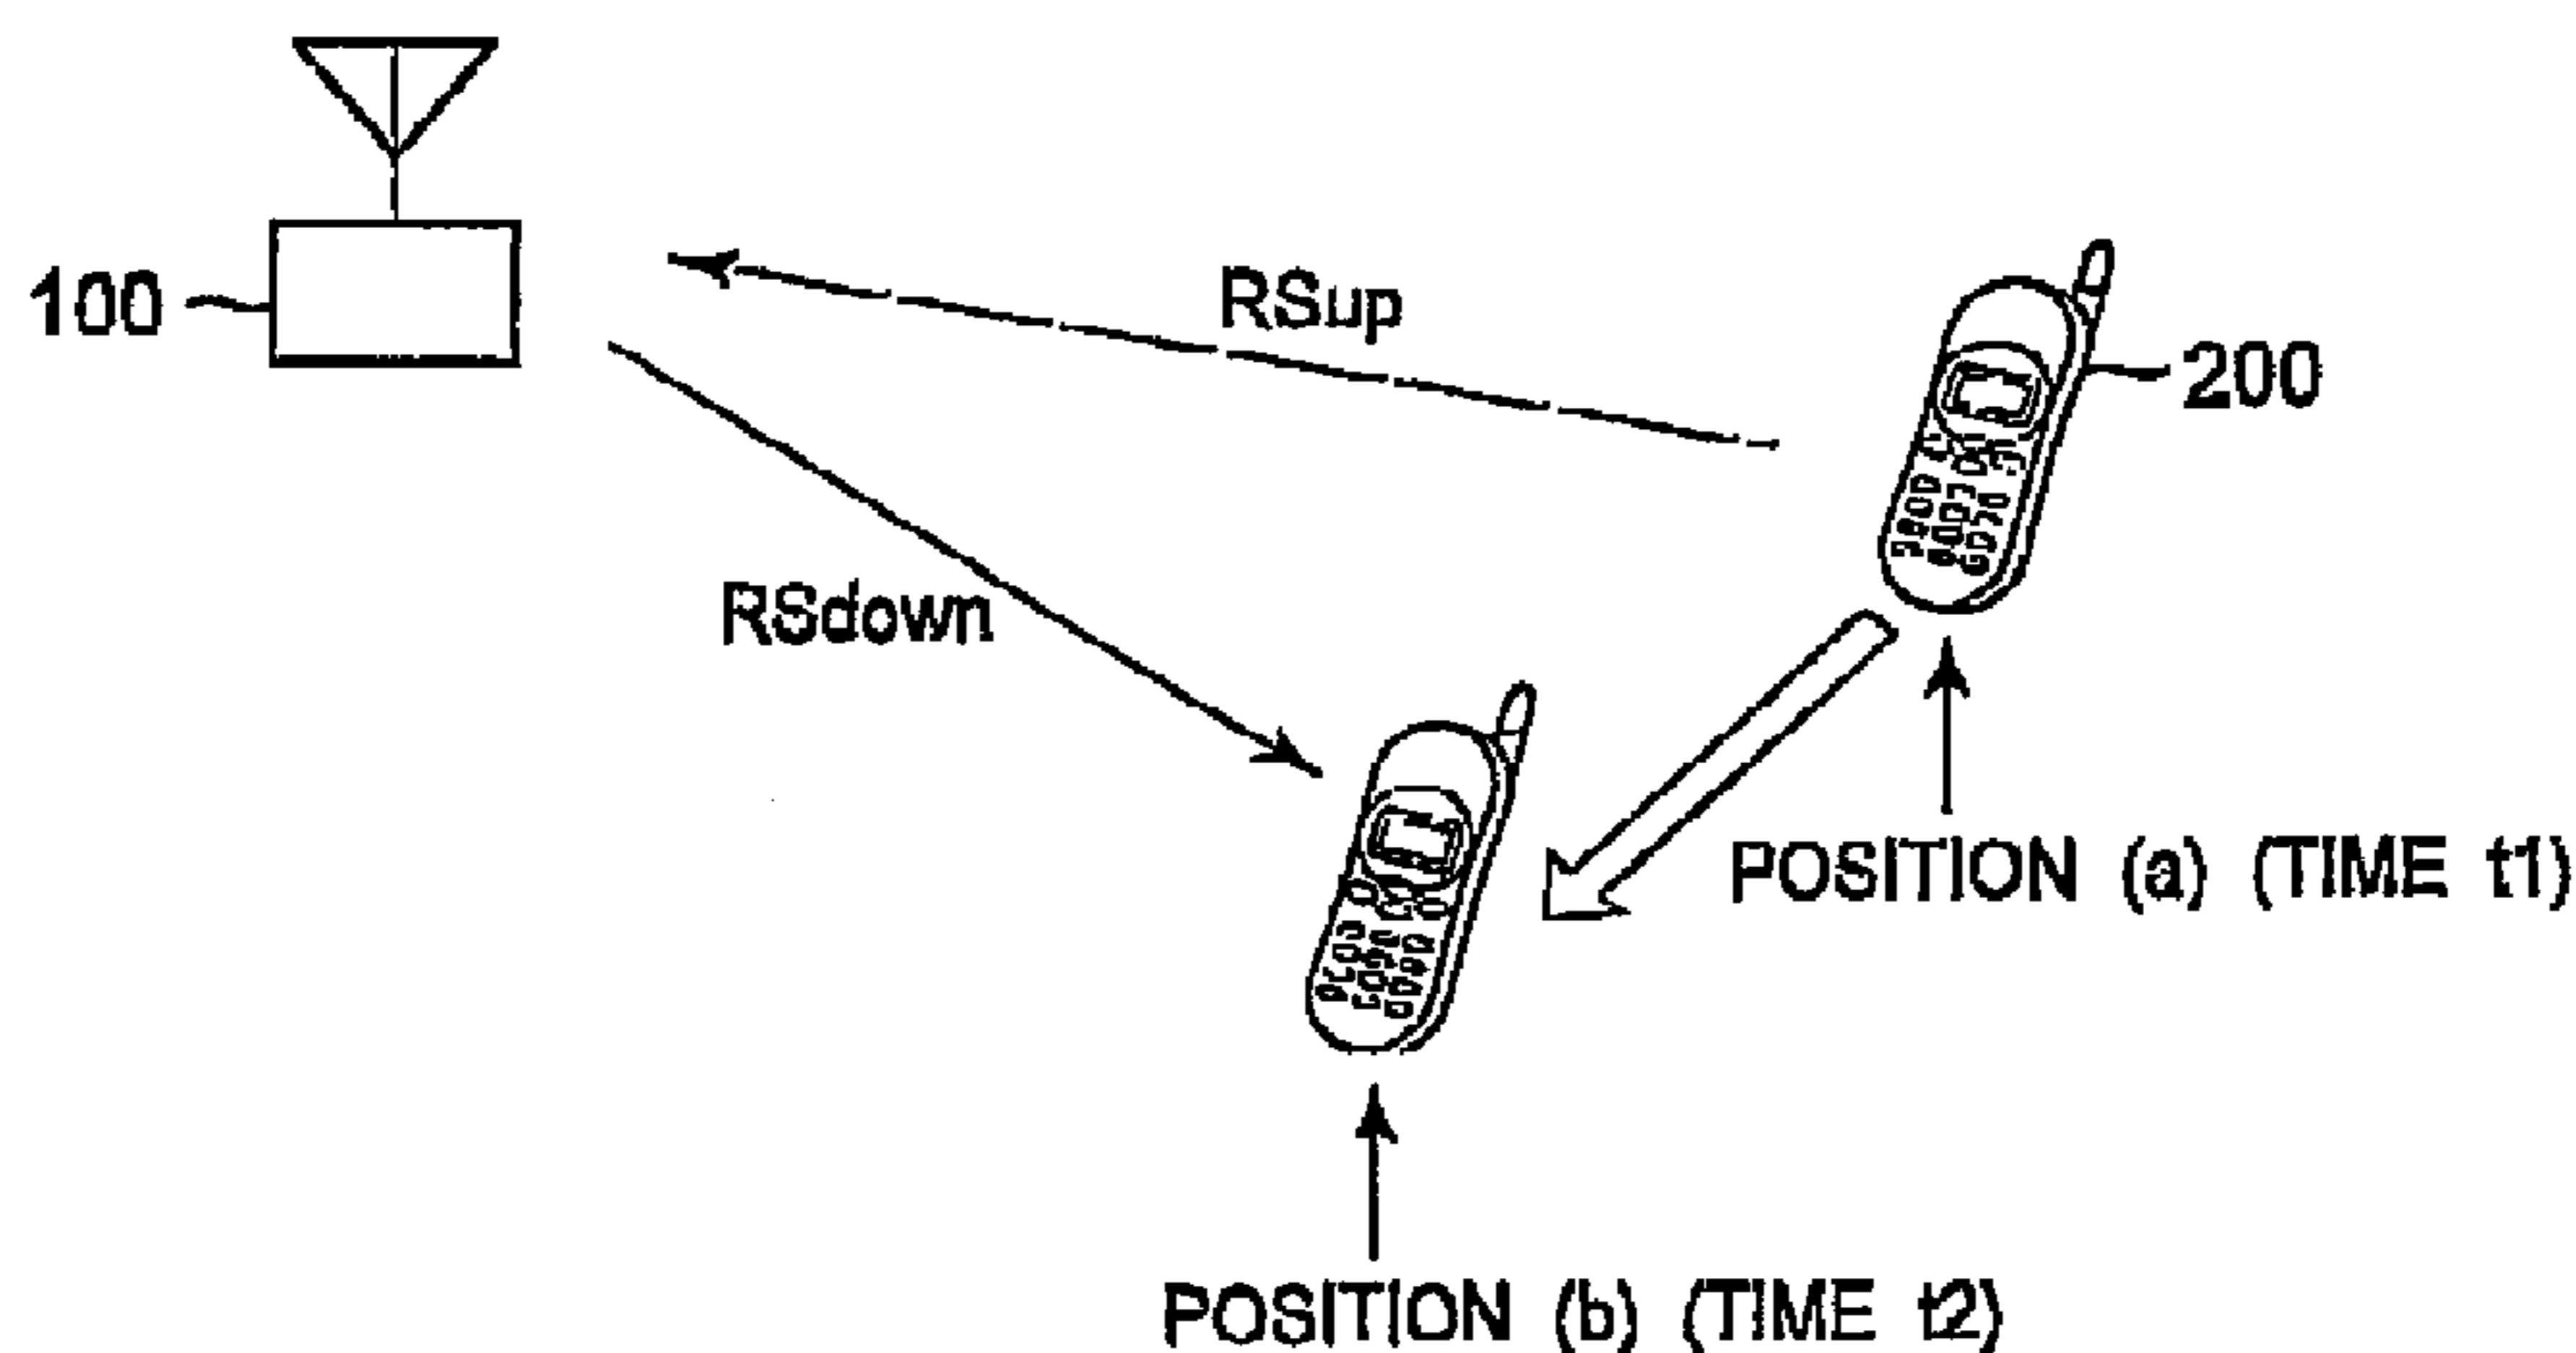 100
RSup
200
RSdown
POSITION (a) (TIME t1)
POSITION (b) (TIME t2)